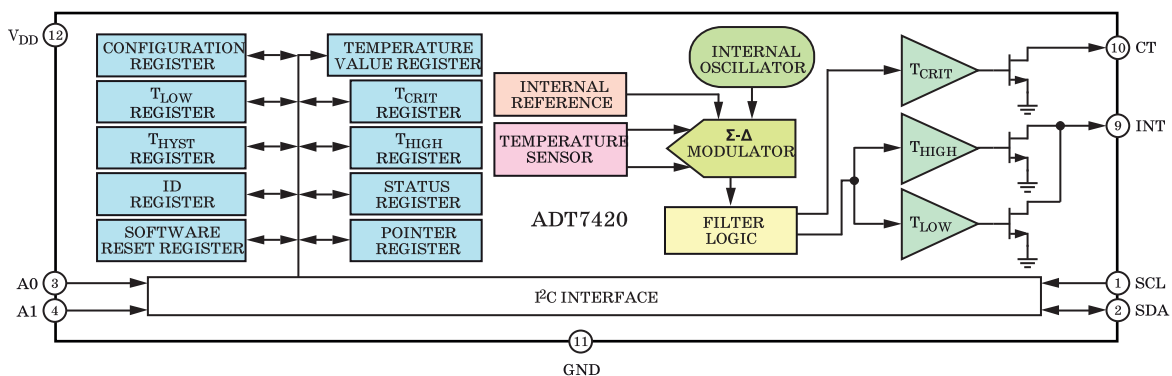 VDD 12
CONFIGURATION
REGISTER
TEMPERATURE
VALUE REGISTER
TLOW
REGISTER
TCRIT
REGISTER
THYST
REGISTER
THIGH
REGISTER
ID
REGISTER
STATUS
REGISTER
SOFTWARE
RESET REGISTER
POINTER
REGISTER
INTERNAL
REFERENCE
TEMPERATURE
SENSOR
INTERNAL
OSCILLATOR
Σ-Δ
MODULATOR
FILTER
LOGIC
ADT7420
TCRIT
THIGH
TLOW
10 CT
9 INT
A0 3
A1 4
I²C INTERFACE
1 SCL
2 SDA
11
GND